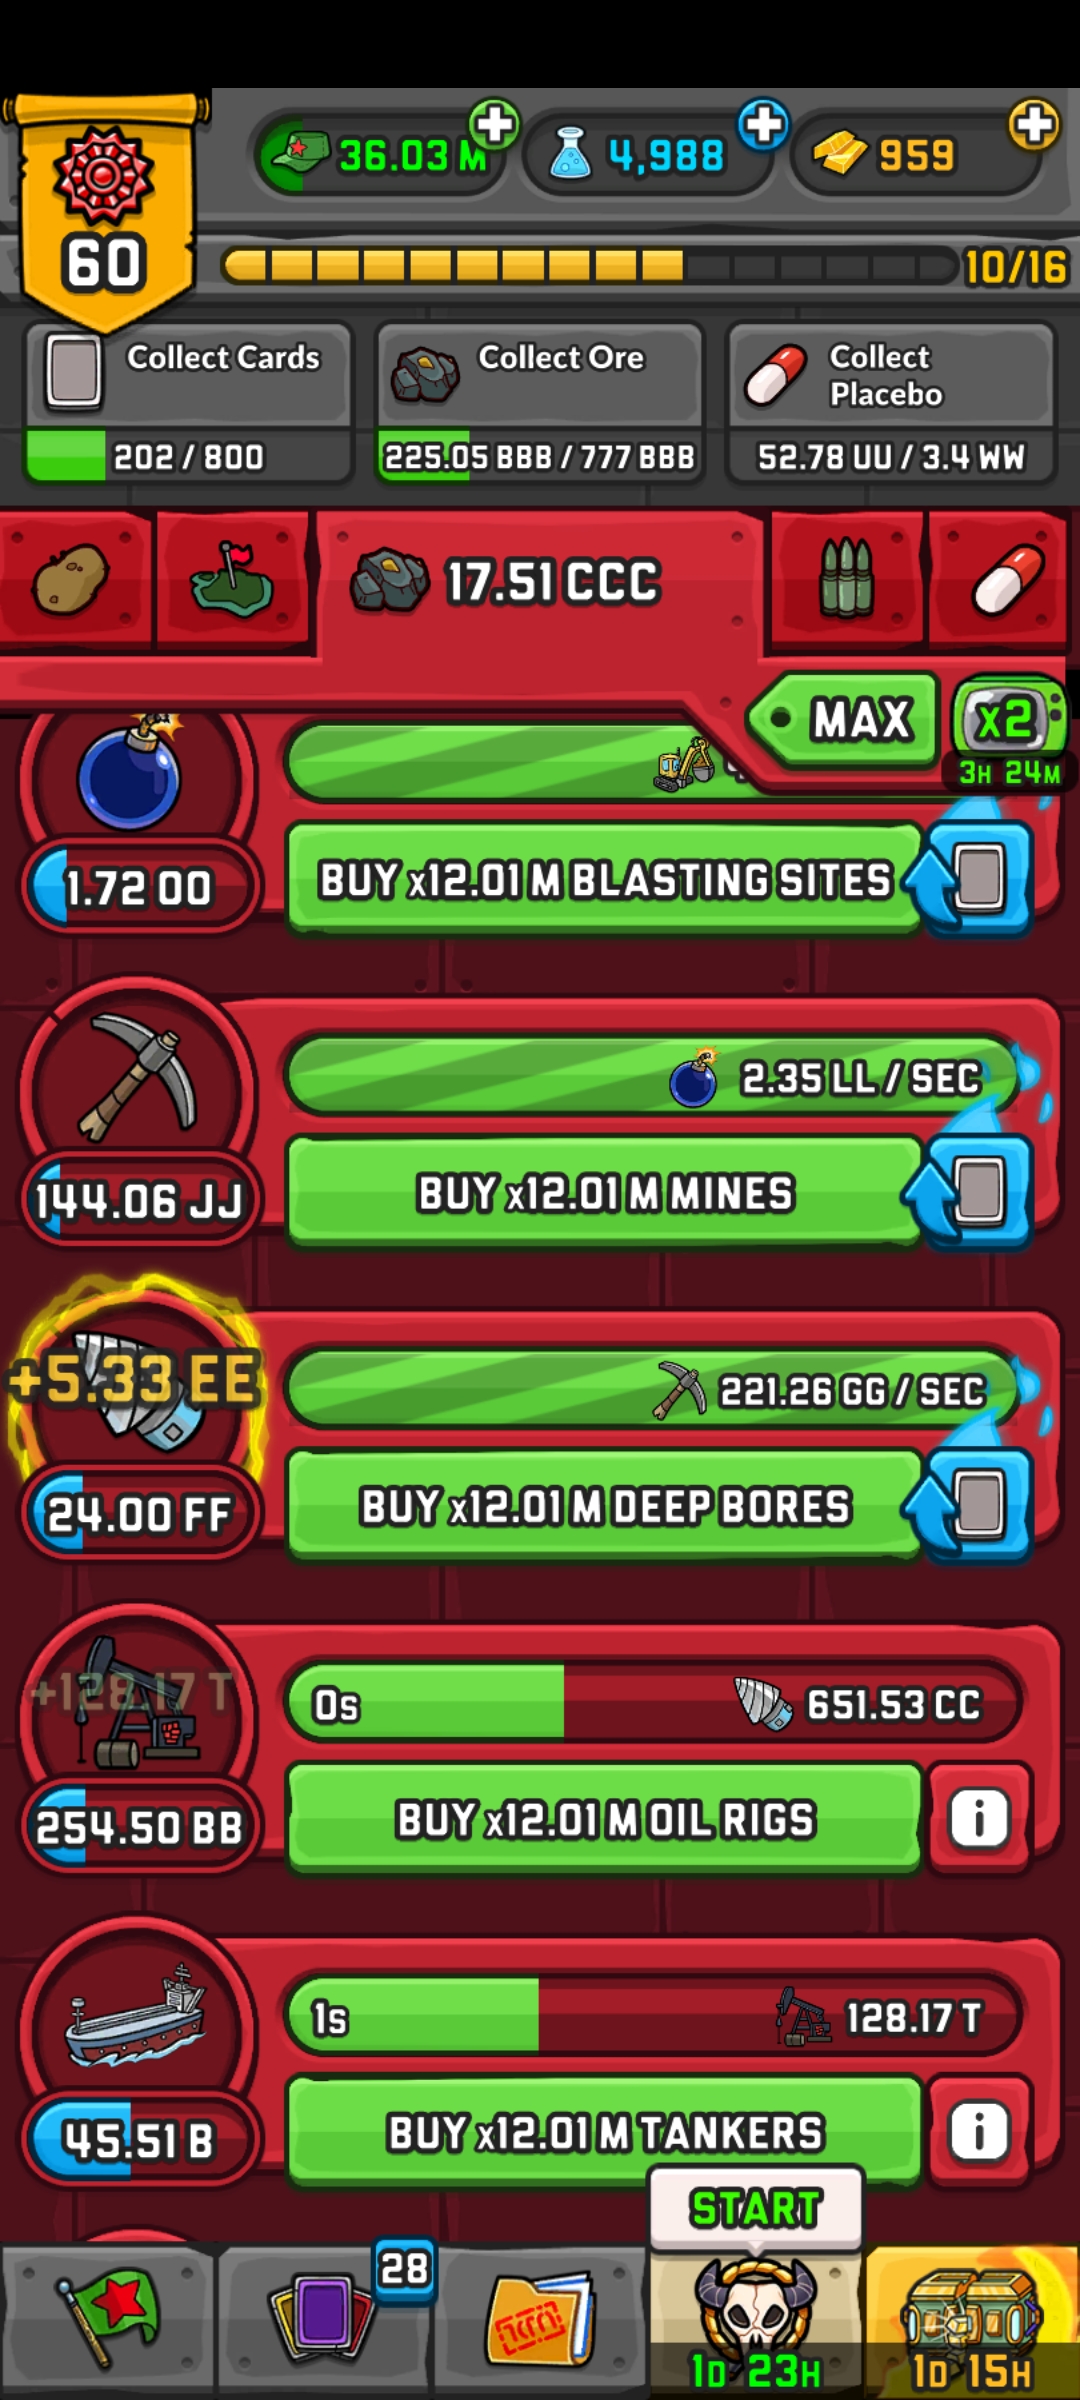 60
36.03 M
4,988
959
10/16
Collect Cards
202 / 800
Collect Ore
225.05 BBB / 777 BBB
Collect
Placebo
52.78 UU / 3.4 WW
17.51 CCC
MAX
x2
3H 24M
1.72 OO
BUY x12.01 M BLASTING SITES
144.06 JJ
2.35 LL / SEC
BUY x12.01 M MINES
+5.33 EE
24.00 FF
221.26 GG / SEC
BUY x12.01 M DEEP BORES
+128.17 T
254.50 BB
0s
651.53 CC
BUY x12.01 M OIL RIGS
45.51 B
1s
128.17 T
BUY x12.01 M TANKERS
START
28
1D 23H
1D 15H